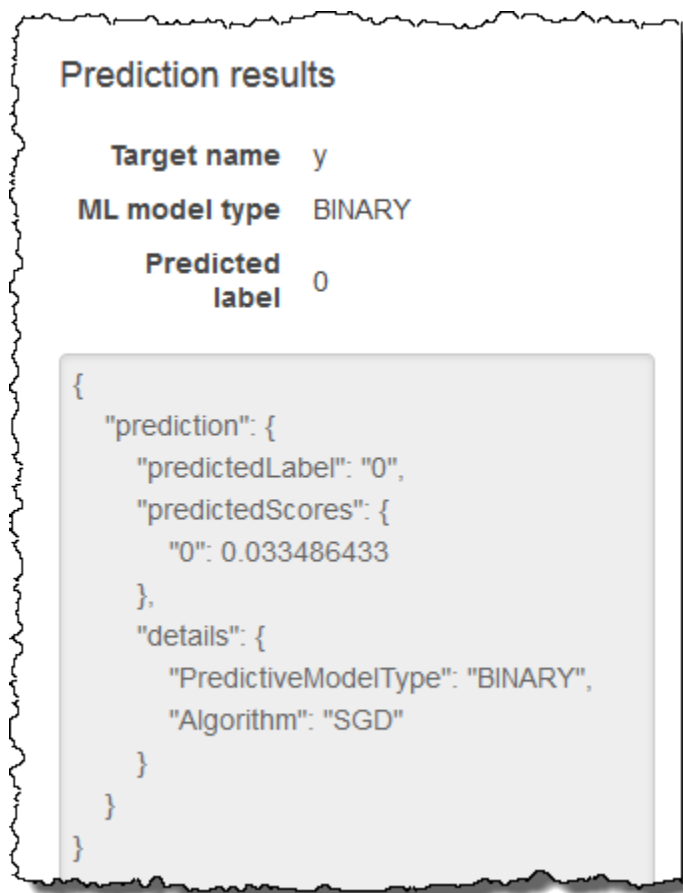 Prediction results
Target name y
ML model type BINARY
Predicted
label 0
{
"prediction": {
"predictedLabel": "0",
"predictedScores": {
"0": 0.033486433
},
"details": {
"PredictiveModelType": "BINARY",
"Algorithm": "SGD"
}
}
}